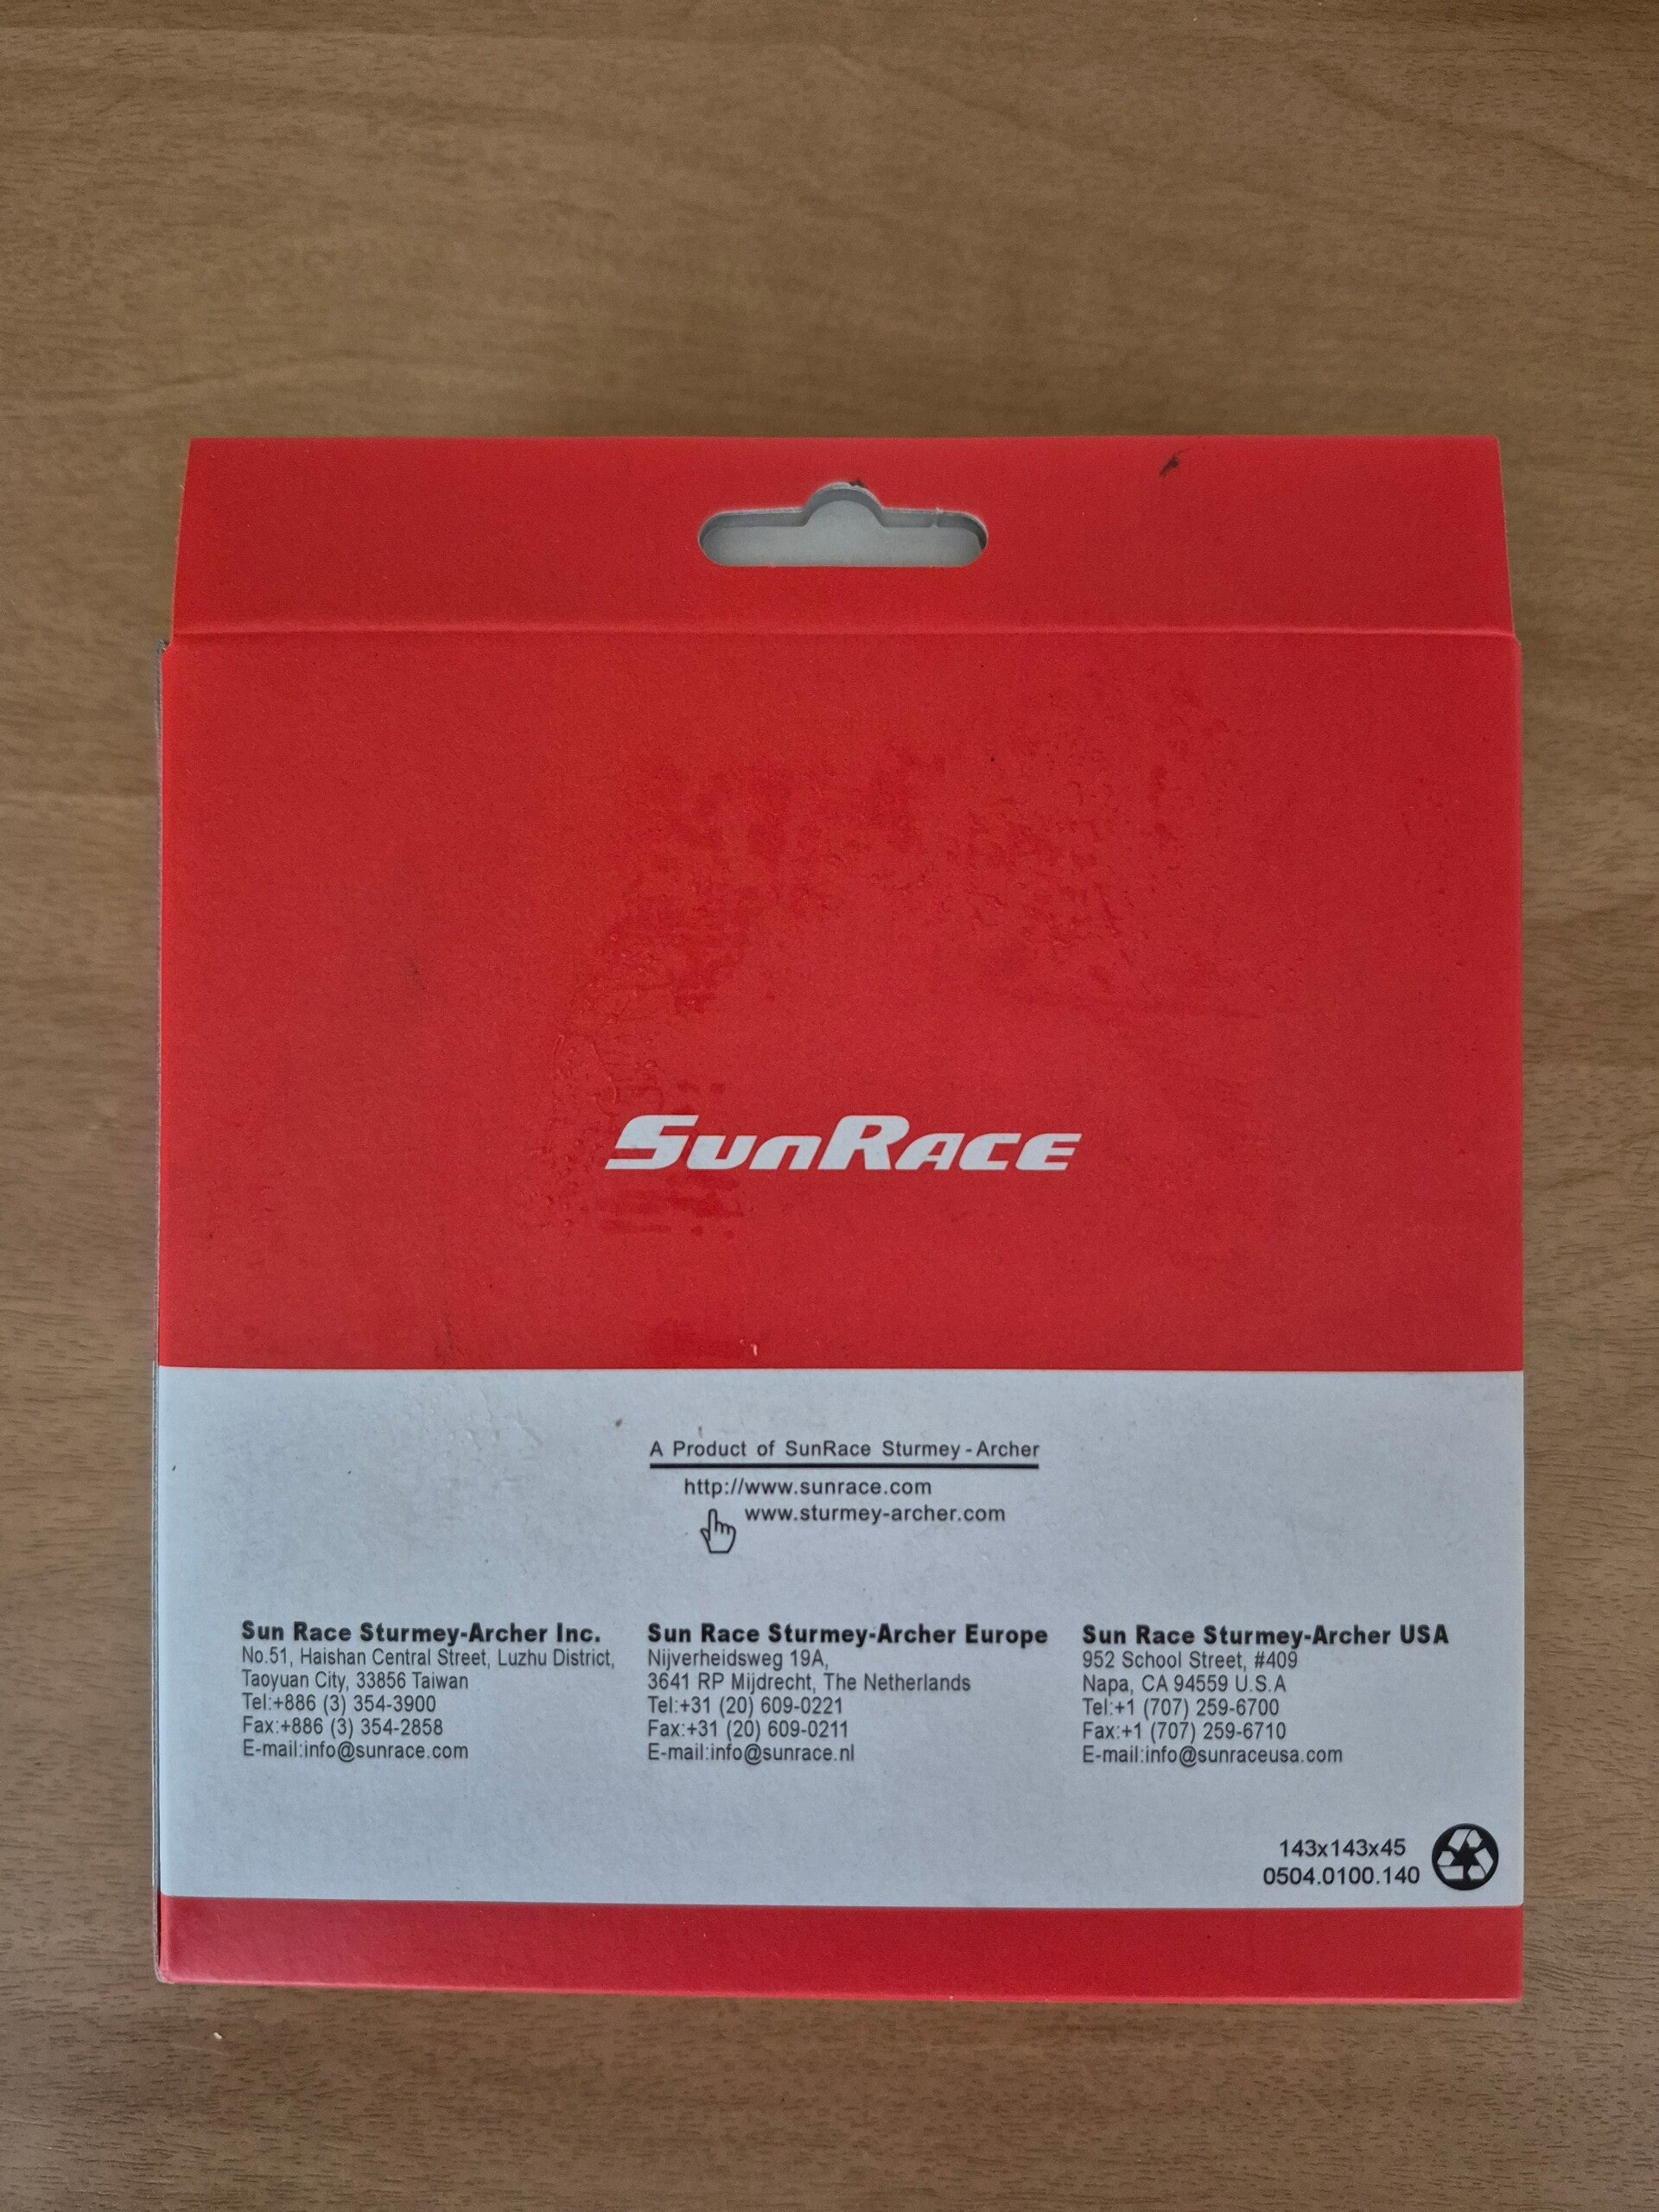 SunRace
A Product of SunRace Sturmey-Archer
http://www.sunrace.com
www.sturmey-archer.com
Sun Race Sturmey-Archer Inc.
No.51, Haishan Central Street, Luzhu District,
Taoyuan City, 33856 Taiwan
Tel:+886 (3) 354-3900
Fax:+886 (3) 354-2858
E-mail:info@sunrace.com
Sun Race Sturmey-Archer Europe
Nijverheidsweg 19A,
3641 RP Mijdrecht, The Netherlands
Tel:+31 (20) 609-0221
Fax:+31 (20) 609-0211
E-mail:info@sunrace.nl
Sun Race Sturmey-Archer USA
952 School Street, #409
Napa, CA 94559 U.S.A
Tel:+1 (707) 259-6700
Fax:+1 (707) 259-6710
E-mail:info@sunraceusa.com
143x143x45
0504.0100.140